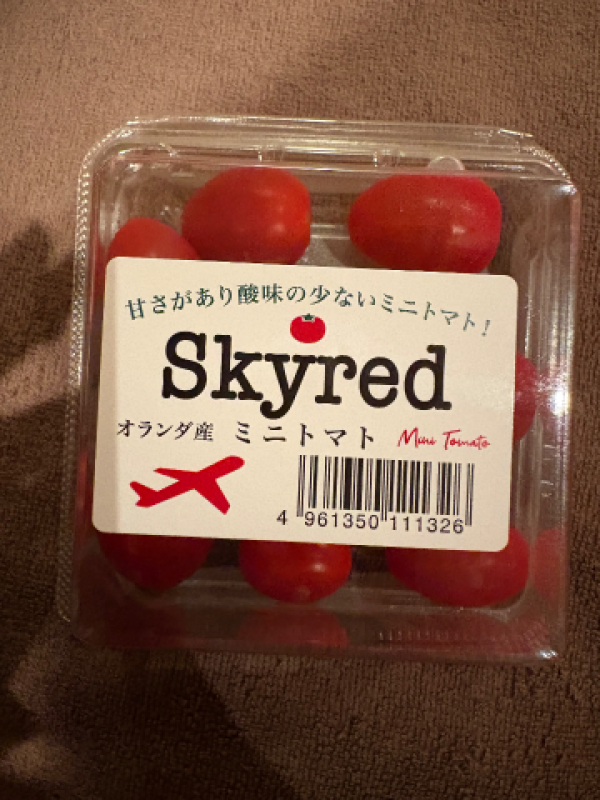 甘さがあり酸味の少ないミニトマト!
Skyred
オランダ産 ミニトマト Mini Tomato
4 961350 111326